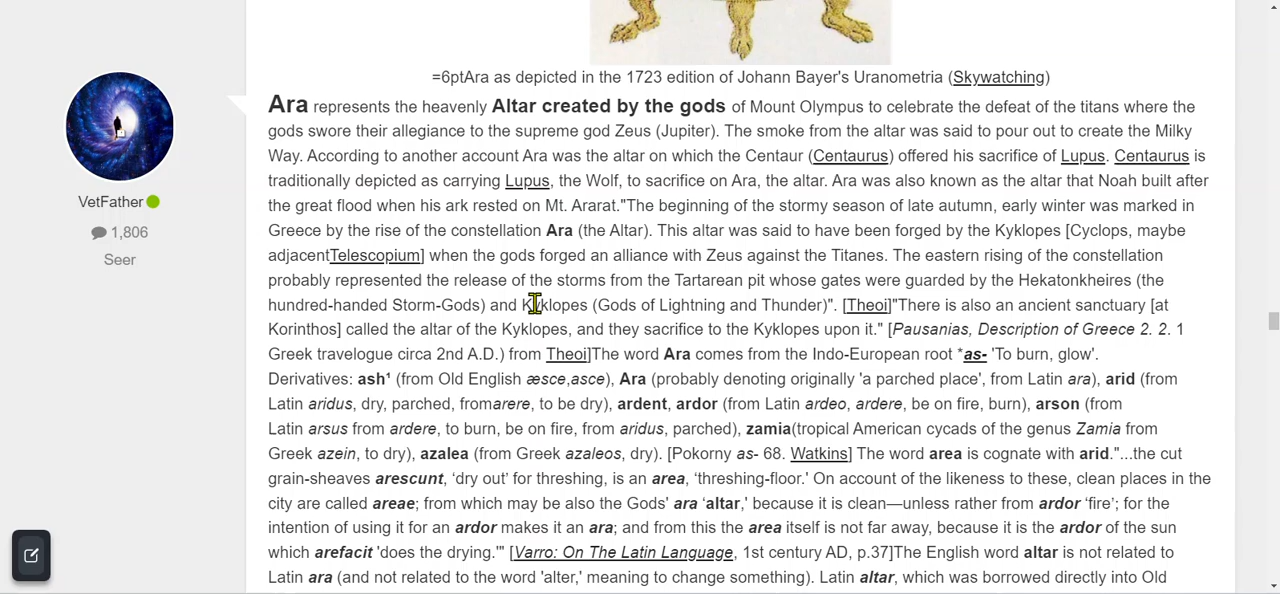 =6ptAra as depicted in the 1723 edition of Johann Bayer's Uranometria (Skywatching)
Ara represents the heavenly Altar created by the gods of Mount Olympus to celebrate the defeat of the titans where the
gods swore their allegiance to the supreme god Zeus (Jupiter). The smoke from the altar was said to pour out to create the Milky
Way. According to another account Ara was the altar on which the Centaur (Centaurus) offered his sacrifice of Lupus. Centaurus is
traditionally depicted as carrying Lupus, the Wolf, to sacrifice on Ara, the altar. Ara was also known as the altar that Noah built after
the great flood when his ark rested on Mt. Ararat."The beginning of the stormy season of late autumn, early winter was marked in
Greece by the rise of the constellation Ara (the Altar). This altar was said to have been forged by the Kyklopes [Cyclops, maybe
adjacentTelescopium] when the gods forged an alliance with Zeus against the Titanes. The eastern rising of the constellation
probably represented the release of the storms from the Tartarean pit whose gates were guarded by the Hekatonkheires (the
hundred-handed Storm-Gods) and Kyklopes (Gods of Lightning and Thunder)". [Theoi]"There is also an ancient sanctuary [at
Korinthos] called the altar of the Kyklopes, and they sacrifice to the Kyklopes upon it." [Pausanias, Description of Greece 2. 2. 1
Greek travelogue circa 2nd A.D.) from Theoi]The word Ara comes from the Indo-European root *as- 'To burn, glow'.
Derivatives: ash¹ (from Old English æsce,asce), Ara (probably denoting originally 'a parched place', from Latin ara), arid (from
Latin aridus, dry, parched, fromarere, to be dry), ardent, ardor (from Latin ardeo, ardere, be on fire, burn), arson (from
Latin arsus from ardere, to burn, be on fire, from aridus, parched), zamia(tropical American cycads of the genus Zamia from
Greek azein, to dry), azalea (from Greek azaleos, dry). [Pokorny as- 68. Watkins] The word area is cognate with arid."...the cut
grain-sheaves arescunt, ‘dry out’ for threshing, is an area, ‘threshing-floor.’ On account of the likeness to these, clean places in the
city are called areae; from which may be also the Gods' ara ‘altar,’ because it is clean—unless rather from ardor ‘fire’; for the
intention of using it for an ardor makes it an ara; and from this the area itself is not far away, because it is the ardor of the sun
which arefacit 'does the drying.'" [Varro: On The Latin Language, 1st century AD, p.37]The English word altar is not related to
Latin ara (and not related to the word 'alter,' meaning to change something). Latin altar, which was borrowed directly into Old
VetFather
1,806
Seer